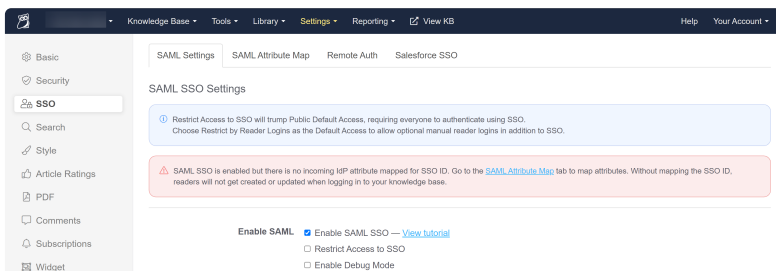 Knowledge Base Tools Library Settings Reporting View KB Help Your Account
SAML Settings SAML Attribute Map Remote Auth Salesforce SSO
Basic
Security
SSO
Search
Style
Article Ratings
PDF
Comments
Subscriptions
Widget
SAML SSO Settings
Restrict Access to SSO will trump Public Default Access, requiring everyone to authenticate using SSO.
Choose Restrict by Reader Logins as the Default Access to allow optional manual reader logins in addition to SSO.
SAML SSO is enabled but there is no incoming IdP attribute mapped for SSO ID. Go to the SAML Attribute Map tab to map attributes. Without mapping the SSO ID,
readers will not get created or updated when logging in to your knowledge base.
Enable SAML Enable SAML SSO — View tutorial
Restrict Access to SSO
Enable Debug Mode